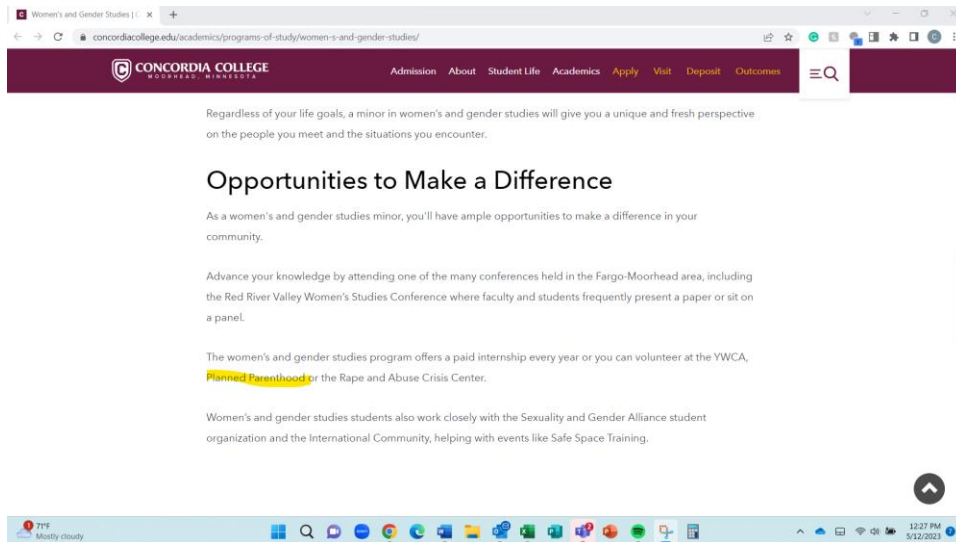 Women's and Gender Studies | C
concordiacollege.edu/academics/programs-of-study/women-s-and-gender-studies/
CONCORDIA COLLEGE
MOORHEAD, MINNESOTA
Admission About Student Life Academics Apply Visit Deposit Outcomes
Regardless of your life goals, a minor in women's and gender studies will give you a unique and fresh perspective
on the people you meet and the situations you encounter.
Opportunities to Make a Difference
As a women's and gender studies minor, you'll have ample opportunities to make a difference in your
community.
Advance your knowledge by attending one of the many conferences held in the Fargo-Moorhead area, including
the Red River Valley Women's Studies Conference where faculty and students frequently present a paper or sit on
a panel.
The women's and gender studies program offers a paid internship every year or you can volunteer at the YWCA,
Planned Parenthood or the Rape and Abuse Crisis Center.
Women's and gender studies students also work closely with the Sexuality and Gender Alliance student
organization and the International Community, helping with events like Safe Space Training.
71°F
Mostly cloudy
12:27 PM
5/12/2023